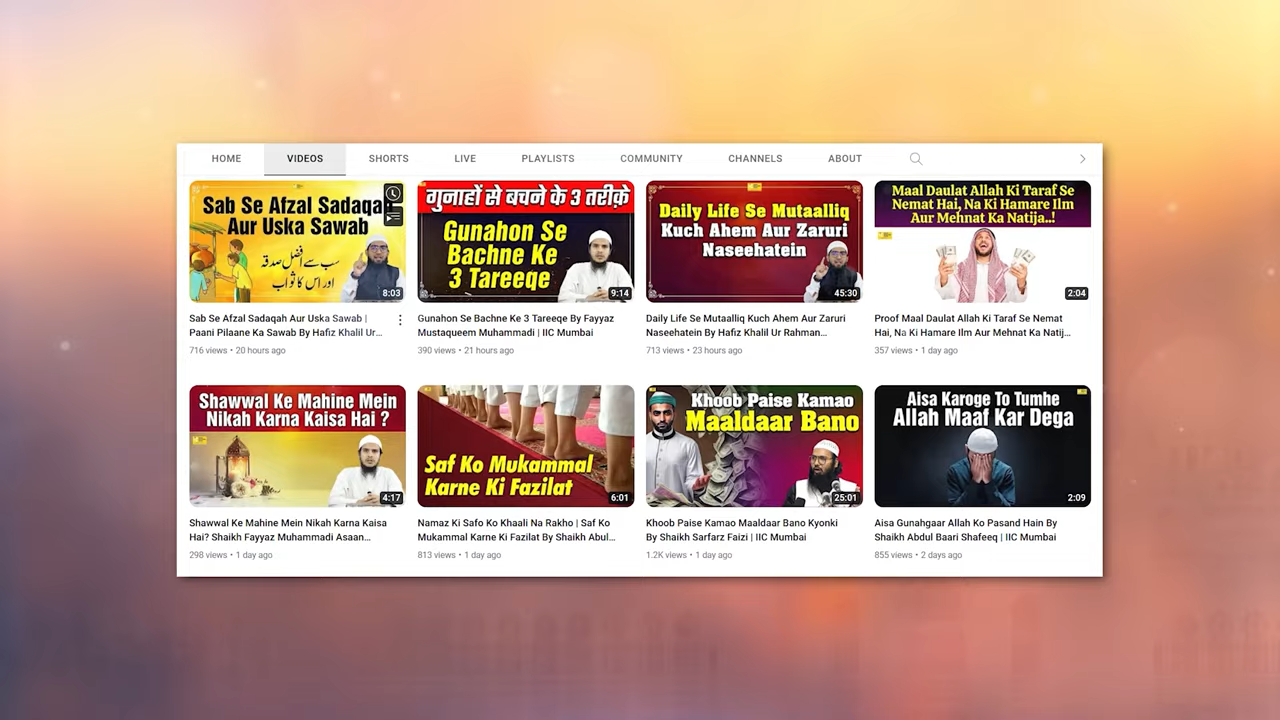 HOME
VIDEOS
SHORTS
LIVE
PLAYLISTS
COMMUNITY
CHANNELS
ABOUT
Sab Se Afzal Sadaqah
Aur Uska Sawab
سب سے افضل صدقہ
اور اس کا ثواب
8:03
Sab Se Afzal Sadaqah Aur Uska Sawab |
Paani Pilaane Ka Sawab By Hafiz Khalil Ur...
716 views • 20 hours ago
गुनाहों से बचने के 3 तरीक़े
Gunahon Se
Bachne Ke
3 Tareeqe
9:14
Gunahon Se Bachne Ke 3 Tareeqe By Fayyaz
Mustaqueem Muhammadi | IIC Mumbai
390 views • 21 hours ago
Daily Life Se Mutaalliq
Kuch Ahem Aur Zaruri
Naseehatein
45:30
Daily Life Se Mutaalliq Kuch Ahem Aur Zaruri
Naseehatein By Hafiz Khalil Ur Rahman...
713 views • 23 hours ago
Maal Daulat Allah Ki Taraf Se
Nemat Hai, Na Ki Hamare Ilm
Aur Mehnat Ka Natija..!
2:04
Proof Maal Daulat Allah Ki Taraf Se Nemat
Hai, Na Ki Hamare Ilm Aur Mehnat Ka Natij...
357 views • 1 day ago
Shawwal Ke Mahine Mein
Nikah Karna Kaisa Hai ?
4:17
Shawwal Ke Mahine Mein Nikah Karna Kaisa
Hai? Shaikh Fayyaz Muhammadi Asaan...
298 views • 1 day ago
Saf Ko Mukammal
Karne Ki Fazilat
6:01
Namaz Ki Safo Ko Khaali Na Rakho | Saf Ko
Mukammal Karne Ki Fazilat By Shaikh Abul...
813 views • 1 day ago
Khoob Paise Kamao
Maaldaar Bano
25:01
Khoob Paise Kamao Maaldaar Bano Kyonki
By Shaikh Sarfarz Faizi | IIC Mumbai
1.2K views • 1 day ago
Aisa Karoge To Tumhe
Allah Maaf Kar Dega
2:09
Aisa Gunahgaar Allah Ko Pasand Hain By
Shaikh Abdul Baari Shafeeq | IIC Mumbai
855 views • 2 days ago